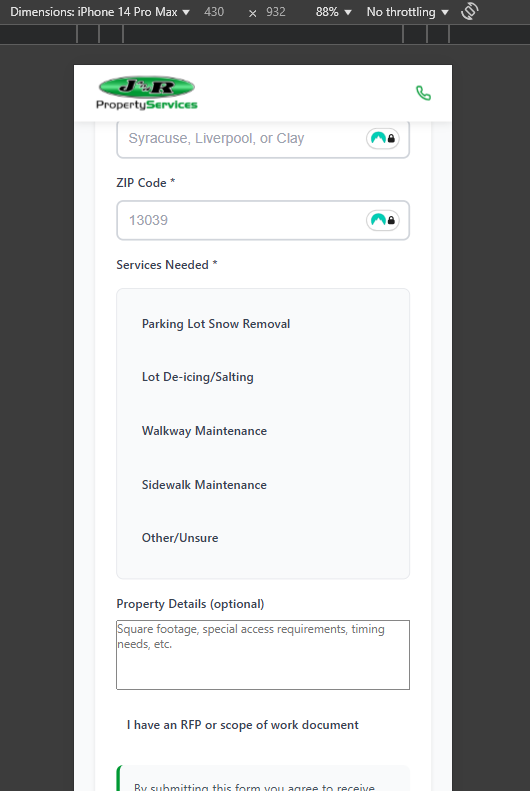 Dimensions: iPhone 14 Pro Max 430 × 932 88% No throttling
J&R
PropertyServices
Syracuse, Liverpool, or Clay
ZIP Code *
13039
Services Needed *
Parking Lot Snow Removal
Lot De-icing/Salting
Walkway Maintenance
Sidewalk Maintenance
Other/Unsure
Property Details (optional)
Square footage, special access requirements, timing
needs, etc.
I have an RFP or scope of work document
By submitting this form you agree to receive